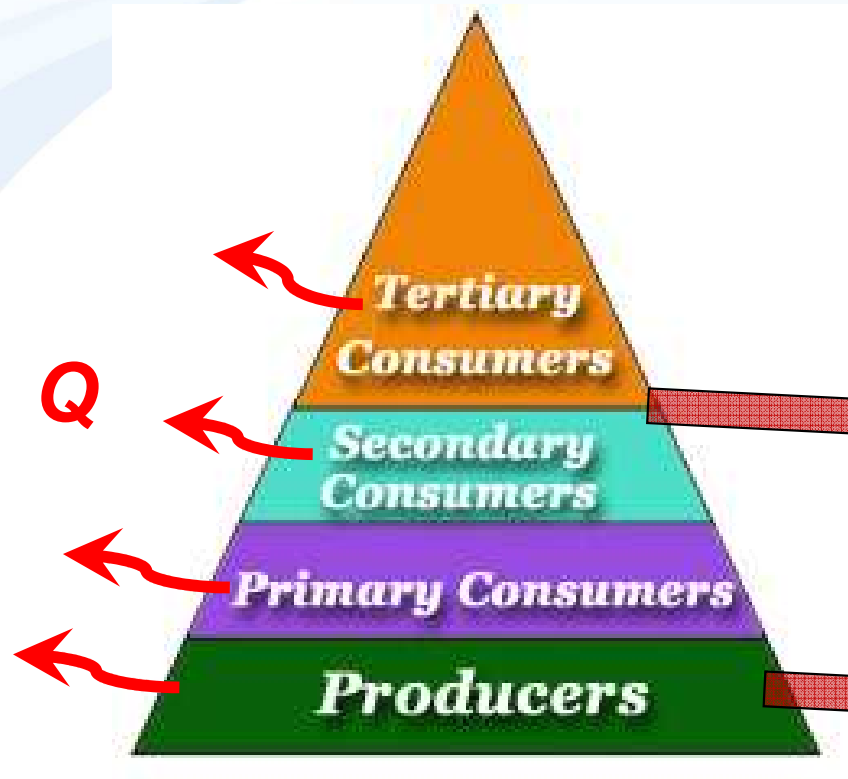 Tertiary
Consumers
Q
Secondary
Consumers
Primary Consumers
Producers